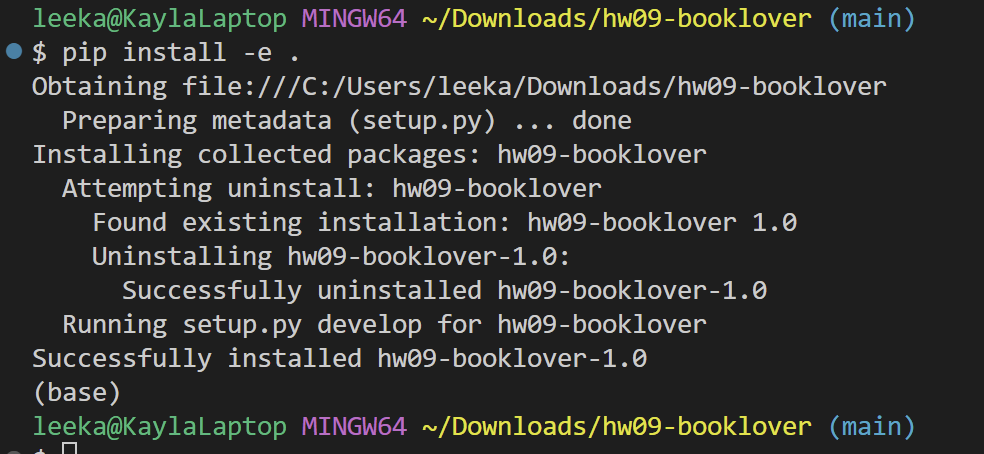 leeka@KaylaLaptop MINGW64 ~/Downloads/hw09-booklover (main)
$ pip install -e .
Obtaining file:///C:/Users/leeka/Downloads/hw09-booklover
  Preparing metadata (setup.py) ... done
Installing collected packages: hw09-booklover
  Attempting uninstall: hw09-booklover
    Found existing installation: hw09-booklover 1.0
    Uninstalling hw09-booklover-1.0:
      Successfully uninstalled hw09-booklover-1.0
  Running setup.py develop for hw09-booklover
Successfully installed hw09-booklover-1.0
(base)
leeka@KaylaLaptop MINGW64 ~/Downloads/hw09-booklover (main)
$